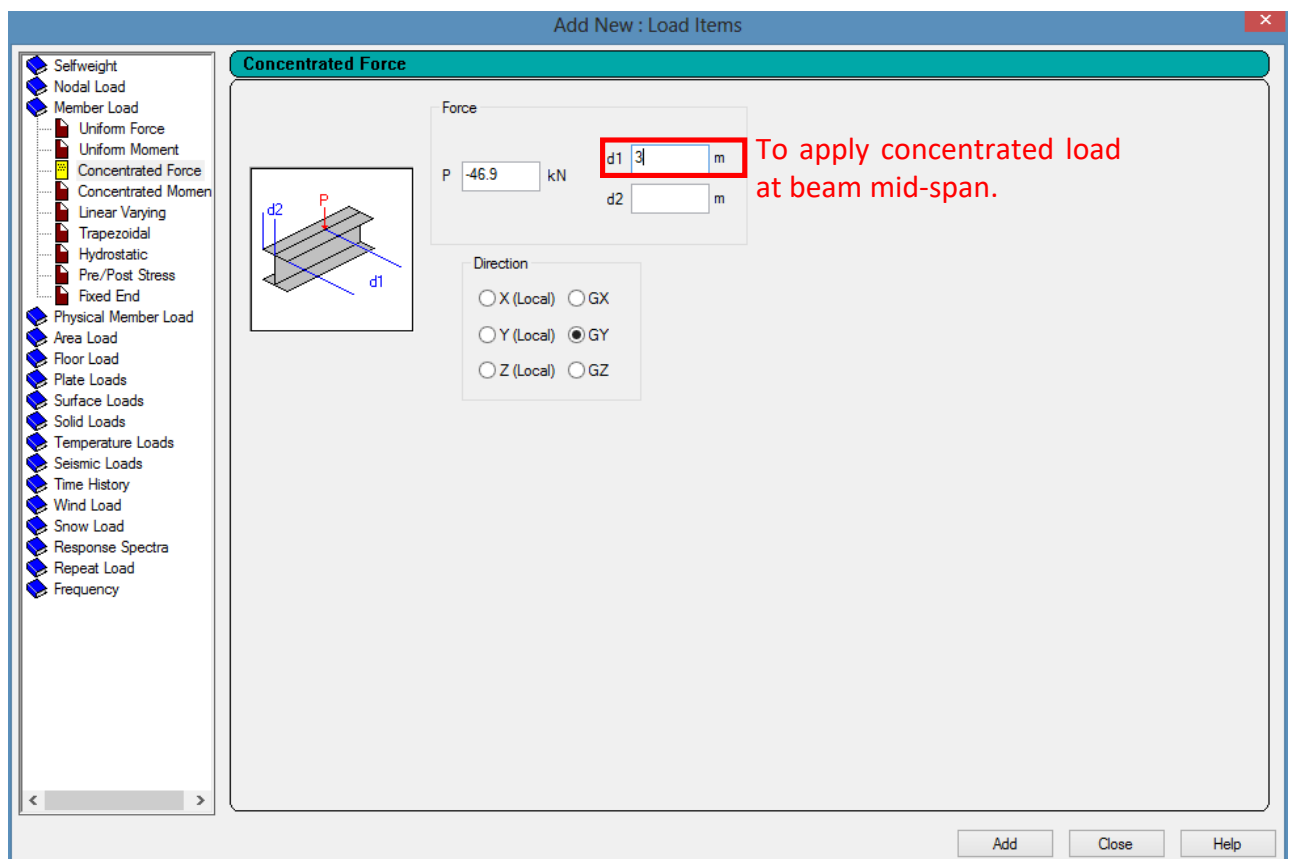 Add New : Load Items
Selfweight
Nodal Load
Member Load
Uniform Force
Uniform Moment
Concentrated Force
Concentrated Momen
Linear Varying
Trapezoidal
Hydrostatic
Pre/Post Stress
Fixed End
Physical Member Load
Area Load
Floor Load
Plate Loads
Surface Loads
Solid Loads
Temperature Loads
Seismic Loads
Time History
Wind Load
Snow Load
Response Spectra
Repeat Load
Frequency
Concentrated Force
d2 P
d1
Force
P -46.9 kN
d1 3 m
d2 m
To apply concentrated load
at beam mid-span.
Direction
X (Local) GX
Y (Local) GY
Z (Local) GZ
Add Close Help